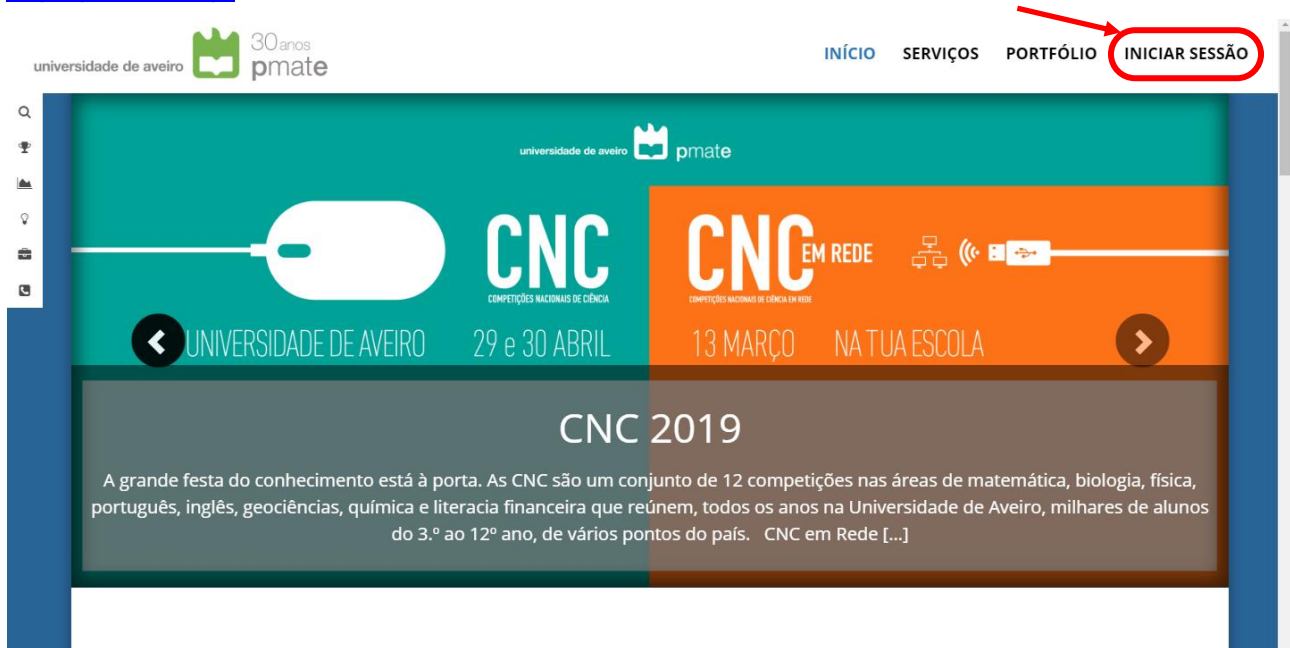 universidade de aveiro
30 anos
pmate
INÍCIO SERVIÇOS PORTFÓLIO INICIAR SESSÃO
universidade de aveiro pmate
CNC
COMPETIÇÕES NACIONAIS DE CIÊNCIA
CNC EM REDE
COMPETIÇÕES NACIONAIS DE CIÊNCIA EM REDE
UNIVERSIDADE DE AVEIRO 29 e 30 ABRIL 13 MARÇO NA TUA ESCOLA
CNC 2019
A grande festa do conhecimento está à porta. As CNC são um conjunto de 12 competições nas áreas de matemática, biologia, física,
português, inglês, geociências, química e literacia financeira que reúnem, todos os anos na Universidade de Aveiro, milhares de alunos
do 3.º ao 12º ano, de vários pontos do país. CNC em Rede [...]